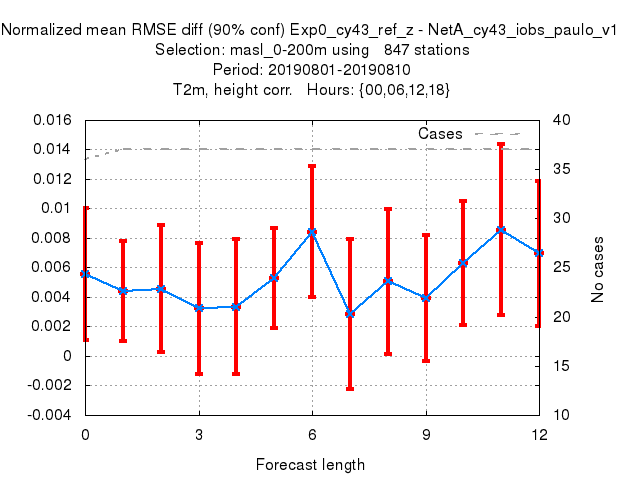 Normalized mean RMSE diff (90% conf) Exp0_cy43_ref_z - NetA_cy43_iobs_paulo_v1
Selection: masl_0-200m using   847 stations
Period: 20190801-20190810
T2m, height corr.   Hours: {00,06,12,18}
Cases
0.016
0.014
0.012
0.01
0.008
0.006
0.004
0.002
0
-0.002
-0.004
40
35
30
25
20
15
10
No cases
0 3 6 9 12
Forecast length